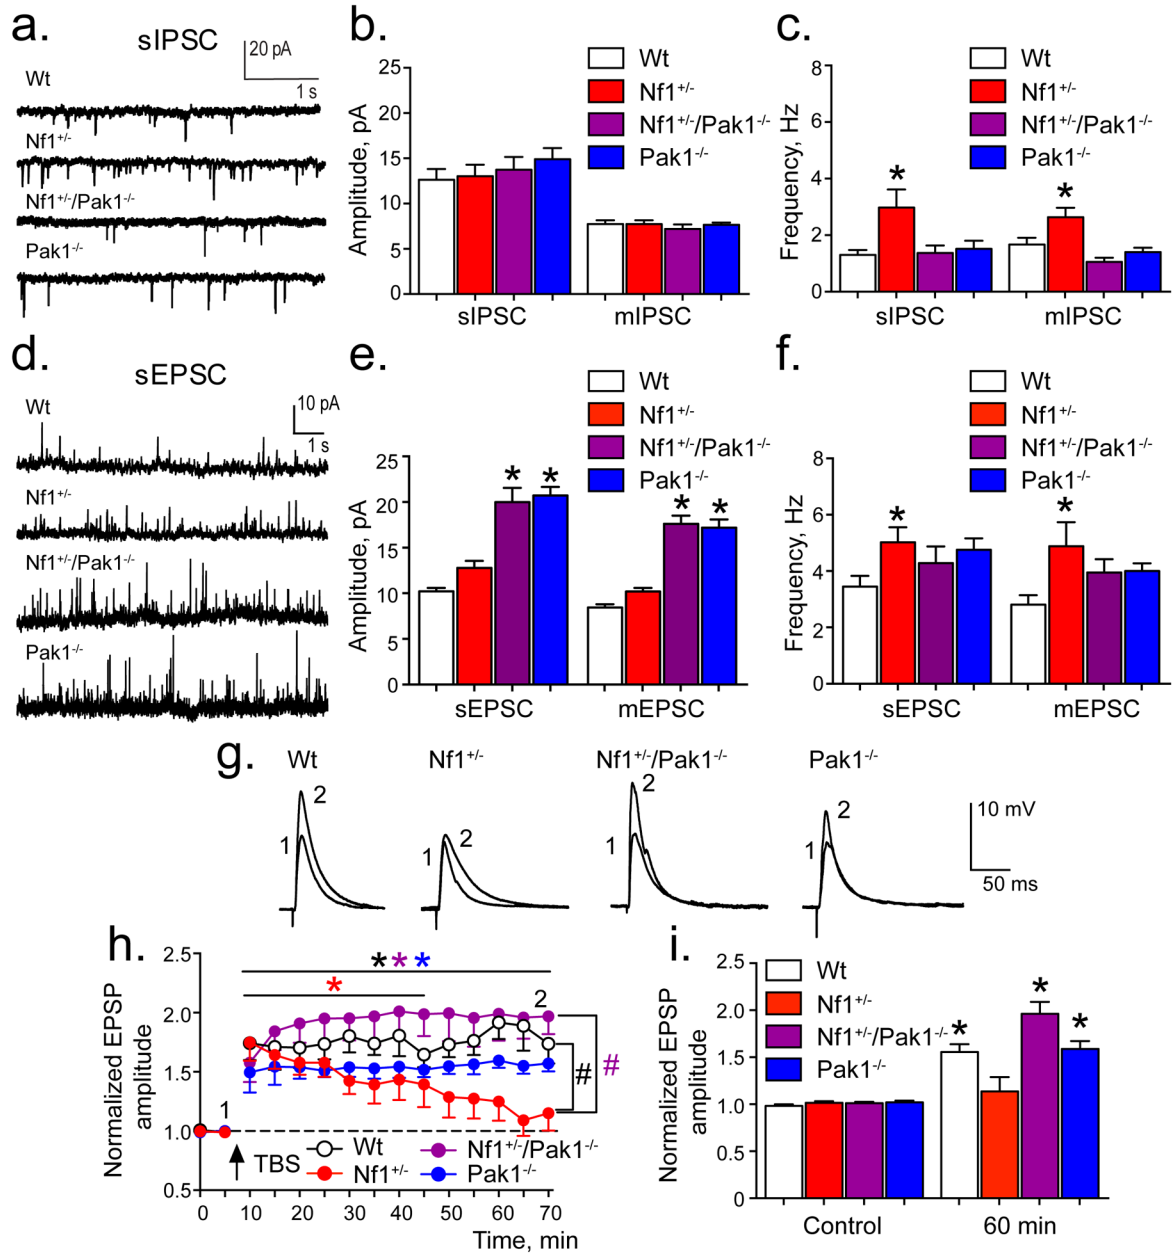 a.
sIPSC
20 pA
1 s
Wt
Nf1+/-
Nf1+/-/Pak1-/-
Pak1-/-
b.
Wt
Nf1+/-
Nf1+/-/Pak1-/-
Pak1-/-
Amplitude, pA
25
20
15
10
5
0
sIPSC mIPSC
c.
Wt
Nf1+/-
Nf1+/-/Pak1-/-
Pak1-/-
Frequency, Hz
8
6
4
2
0
* *
sIPSC mIPSC
d.
sEPSC
10 pA
1 s
Wt
Nf1+/-
Nf1+/-/Pak1-/-
Pak1-/-
e.
Wt
Nf1+/-
Nf1+/-/Pak1-/-
Pak1-/-
Amplitude, pA
25
20
15
10
5
0
* * * *
sEPSC mEPSC
f.
Wt
Nf1+/-
Nf1+/-/Pak1-/-
Pak1-/-
Frequency, Hz
8
6
4
2
0
* *
sEPSC mEPSC
g.
Wt Nf1+/- Nf1+/-/Pak1-/- Pak1-/-
2 2 2 2
1 1 1 1
10 mV
50 ms
h.
Normalized EPSP
amplitude
2.5
2.0
1.5
1.0
0.5
* * *
*
2
1
# #
TBS
Wt Nf1+/-/Pak1-/-
Nf1+/- Pak1-/-
0 10 20 30 40 50 60 70
Time, min
i.
Wt
Nf1+/-
Nf1+/-/Pak1-/-
Pak1-/-
Normalized EPSP
amplitude
2.5
2.0
1.5
1.0
0.5
0
* * *
Control 60 min